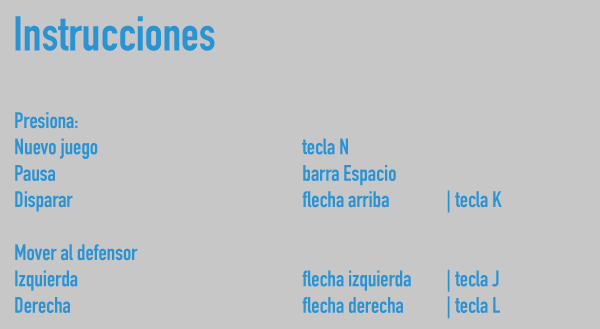 Instrucciones
Presiona:
Nuevo juego tecla N
Pausa barra Espacio
Disparar flecha arriba | tecla K
Mover al defensor
Izquierda flecha izquierda | tecla J
Derecha flecha derecha | tecla L